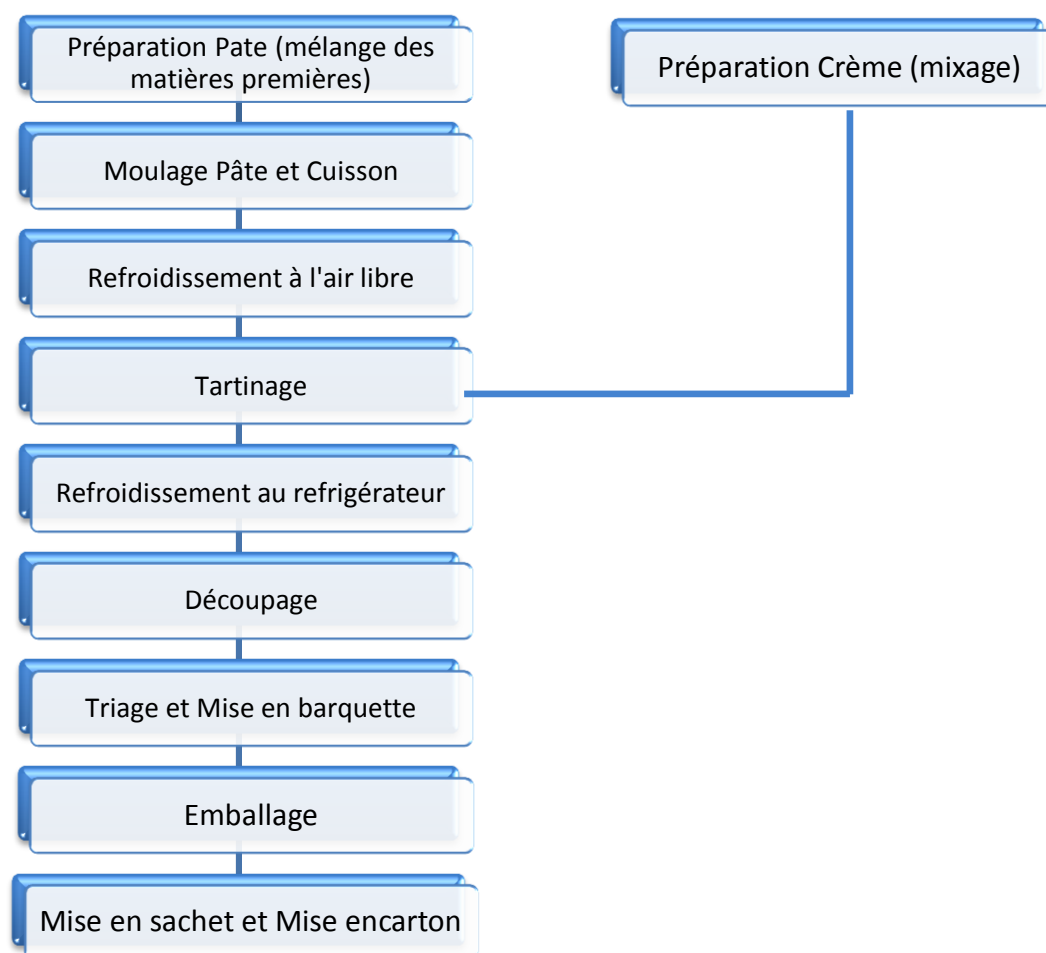 Préparation Pate (mélange des
matières premières)
Préparation Crème (mixage)
Moulage Pâte et Cuisson
Refroidissement à l'air libre
Tartinage
Refroidissement au refrigérateur
Découpage
Triage et Mise en barquette
Emballage
Mise en sachet et Mise encarton